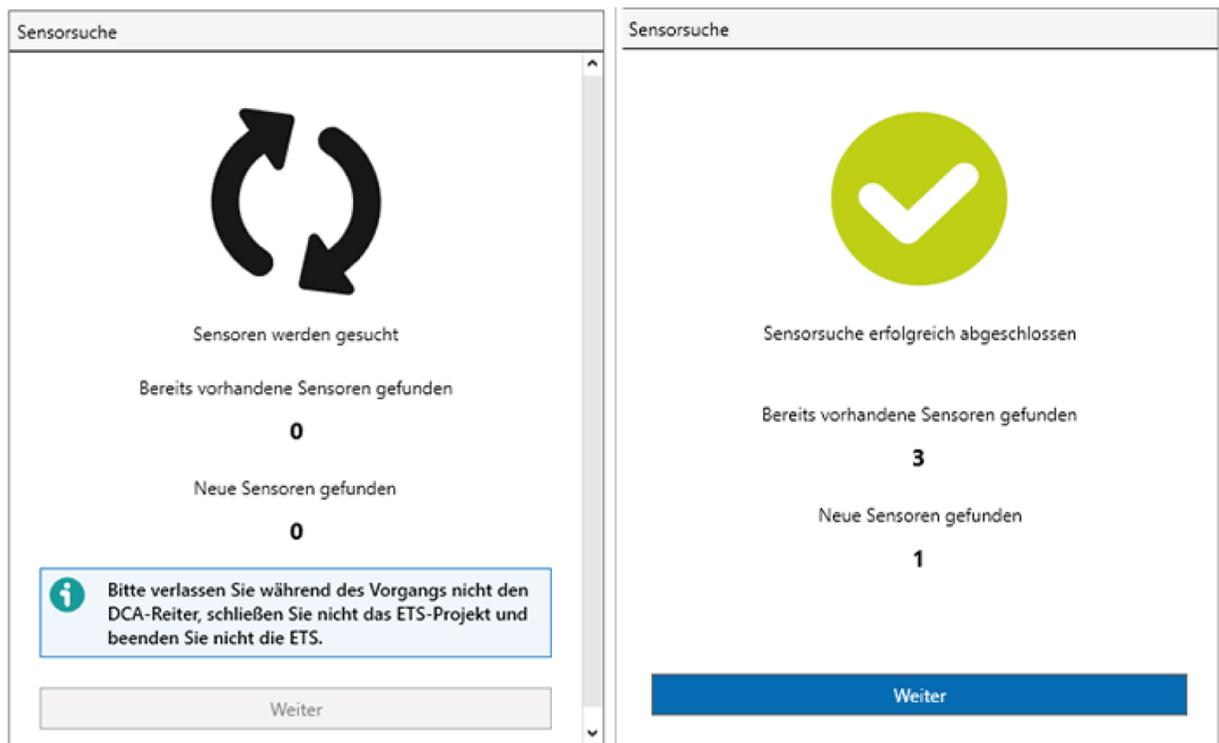 Sensorsuche
Sensoren werden gesucht
Bereits vorhandene Sensoren gefunden
0
Neue Sensoren gefunden
0
Bitte verlassen Sie während des Vorgangs nicht den
DCA-Reiter, schließen Sie nicht das ETS-Projekt und
beenden Sie nicht die ETS.
Weiter
Sensorsuche
Sensorsuche erfolgreich abgeschlossen
Bereits vorhandene Sensoren gefunden
3
Neue Sensoren gefunden
1
Weiter